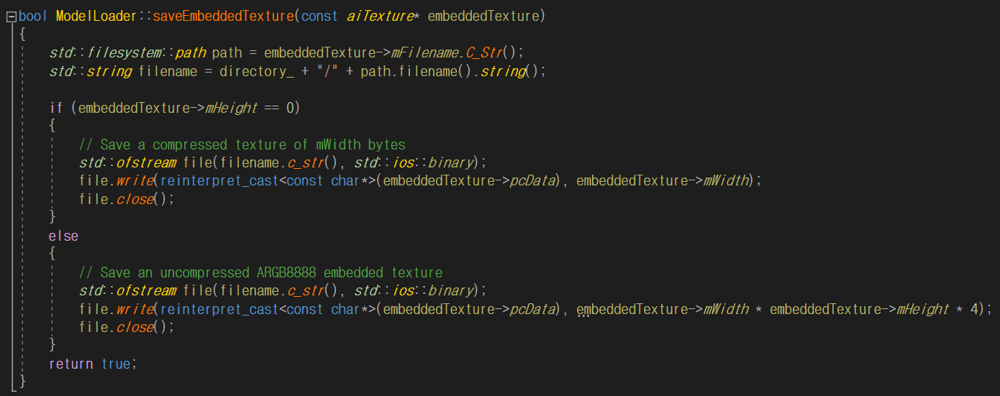 bool ModelLoader::saveEmbeddedTexture(const aiTexture* embeddedTexture)
{
    std::filesystem::path path = embeddedTexture->mFilename.C_Str();
    std::string filename = directory_ + "/" + path.filename().string();

    if (embeddedTexture->mHeight == 0)
    {
        // Save a compressed texture of mWidth bytes
        std::ofstream file(filename.c_str(), std::ios::binary);
        file.write(reinterpret_cast<const char*>(embeddedTexture->pcData), embeddedTexture->mWidth);
        file.close();
    }
    else
    {
        // Save an uncompressed ARGB8888 embedded texture
        std::ofstream file(filename.c_str(), std::ios::binary);
        file.write(reinterpret_cast<const char*>(embeddedTexture->pcData), embeddedTexture->mWidth * embeddedTexture->mHeight * 4);
        file.close();
    }
    return true;
}